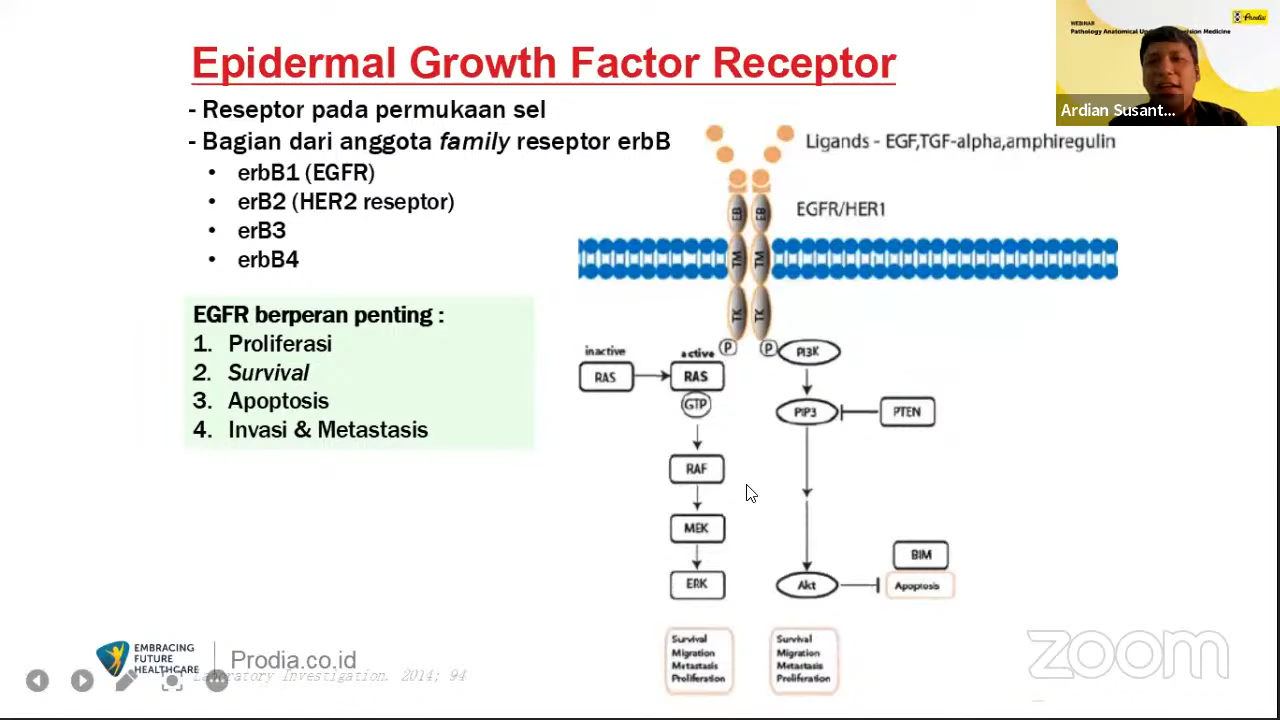 Epidermal Growth Factor Receptor
- Reseptor pada permukaan sel
- Bagian dari anggota family reseptor erbB
• erbB1 (EGFR)
• erB2 (HER2 reseptor)
• erB3
• erbB4
EGFR berperan penting :
1. Proliferasi
2. Survival
3. Apoptosis
4. Invasi & Metastasis
Ligands - EGF,TGF-alpha,amphiregulin
EGFR/HER1
EB EB
TM TM
TK TK
P P
inactive active
RAS RAS
GTP
RAF
MEK
ERK
Survival
Migration
Metastasis
Proliferation
PI3K
PIP3
PTEN
Akt
BIM
Apoptosis
Survival
Migration
Metastasis
Proliferation
EMBRACING
FUTURE
HEALTHCARE
Prodia.co.id
Laboratory Investigation. 2014; 94
zoom
WEBINAR
Prodia
Pathology Anatomical
Medicine
Ardian Susant...